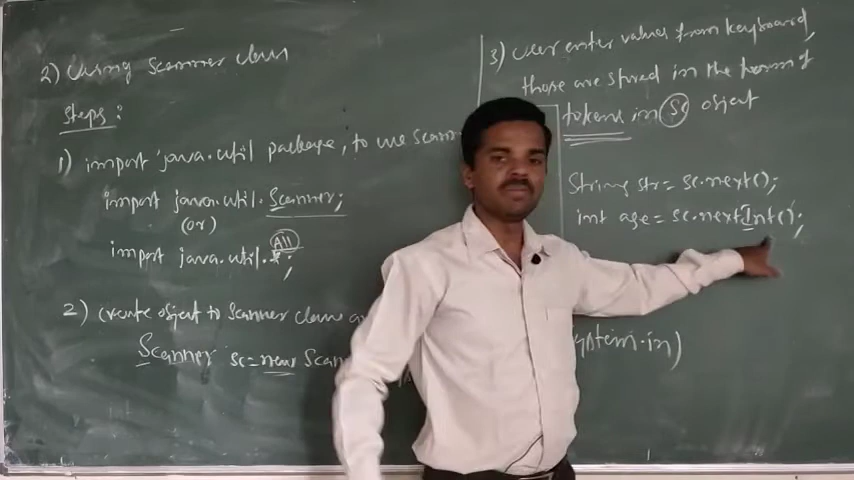 2) Using Scanner class
Steps:
1) import java.util package, to use Scann
import java.util.Scanner;
(or)
import java.util.*;
All
2) create object to Scanner class
Scanner sc=new Scan
ystem.in)
3) User enter values from keyboard,
those are stored in the form of
tokens in sc object
String str= sc.next();
int age= sc.nextInt();